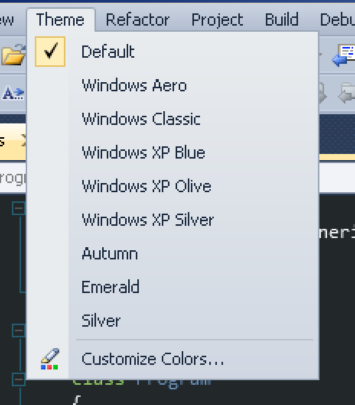 ew Theme Refactor Project Build Debu
Default
Windows Aero
Windows Classic
Windows XP Blue
Windows XP Olive
Windows XP Silver
Autumn
Emerald
Silver
Customize Colors...
s
rogr
neri
class Program
{